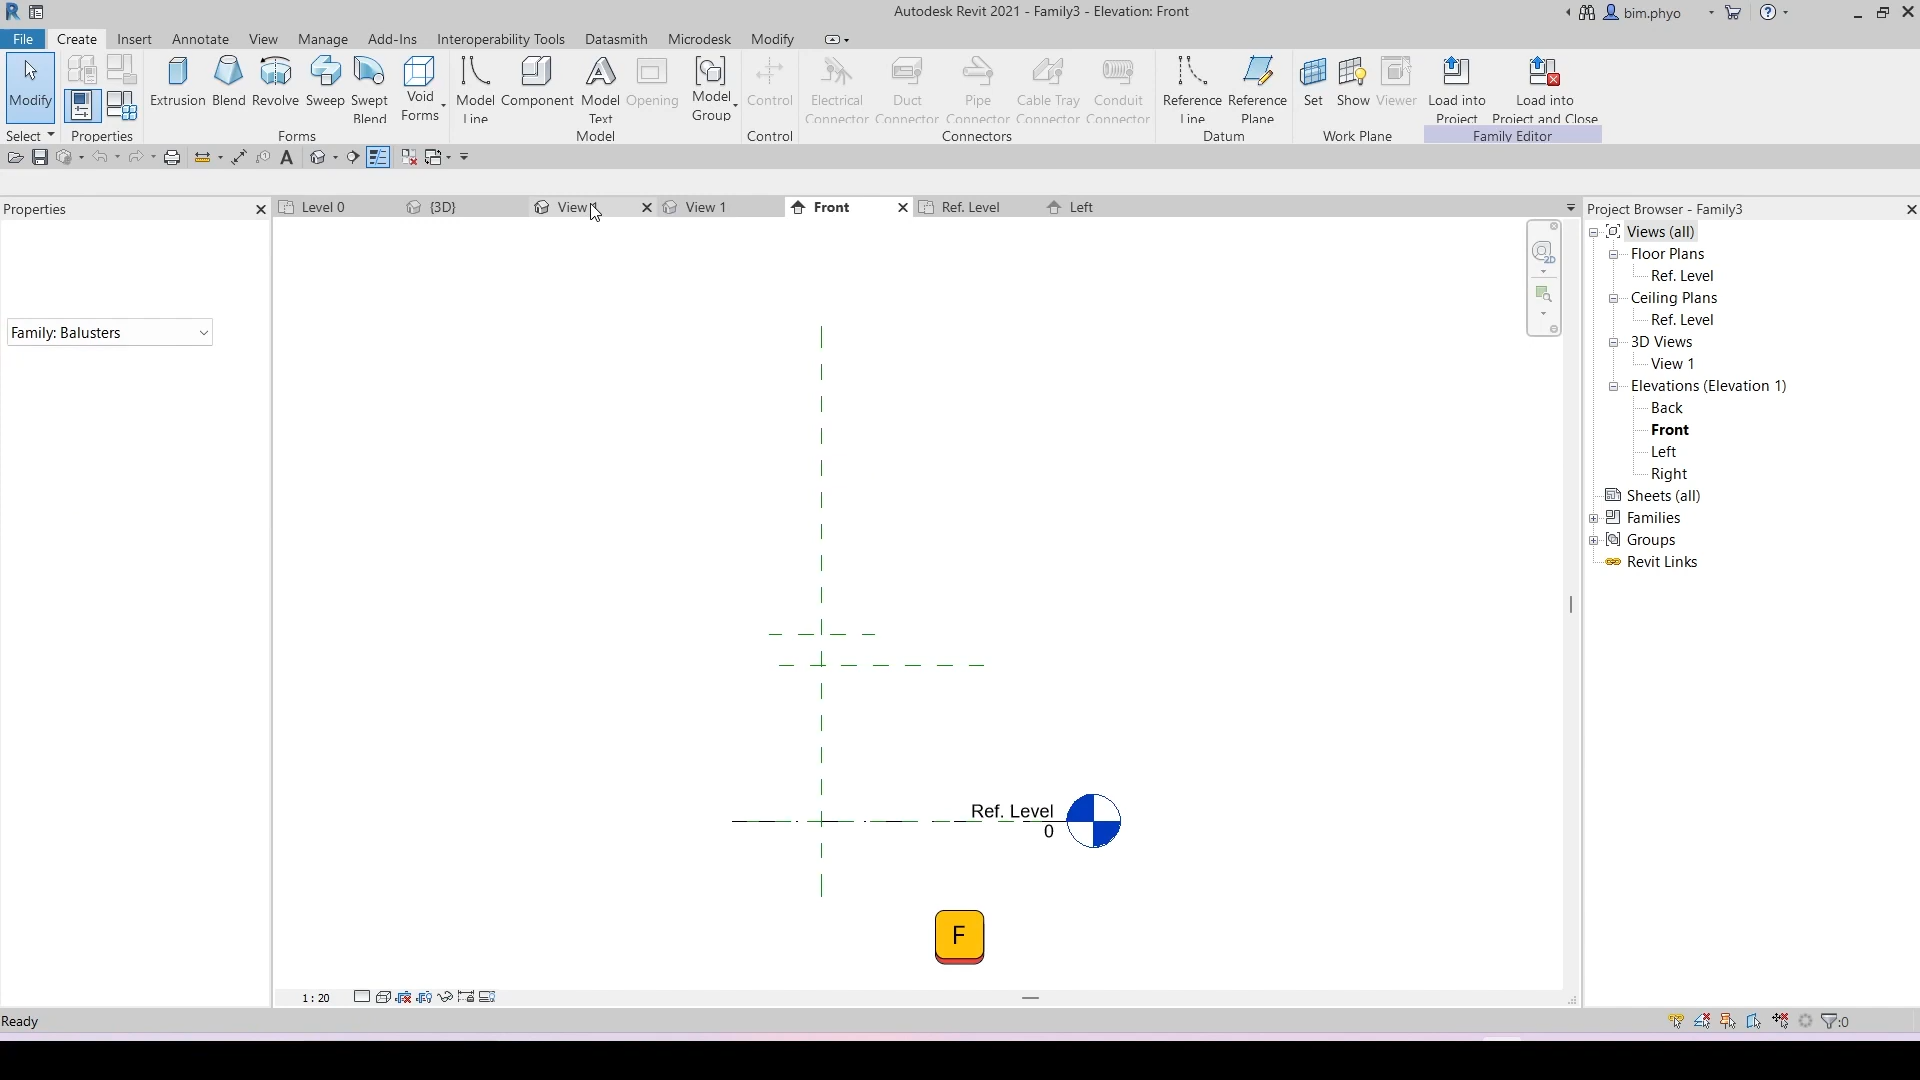 Autodesk Revit 2021 - Family3 - Elevation: Front
bim.phyo
File Create Insert Annotate View Manage Add-Ins Interoperability Tools Datasmith Microdesk Modify
Modify
Select
Properties
Extrusion Blend Revolve Sweep Swept Blend Void Forms
Forms
Model Line Component Model Text Opening Model Group
Model
Control
Control
Electrical Connector Duct Connector Pipe Connector Cable Tray Connector Conduit Connector
Connectors
Reference Line Reference Plane
Datum
Set Show Viewer
Work Plane
Load into Project Load into Project and Close
Family Editor
Properties
Level 0 {3D} View 1 View 1 Front Ref. Level Left
Family: Balusters
Project Browser - Family3
Views (all)
Floor Plans
Ref. Level
Ceiling Plans
Ref. Level
3D Views
View 1
Elevations (Elevation 1)
Back
Front
Left
Right
Sheets (all)
Families
Groups
Revit Links
Ref. Level
0
F
1 : 20
Ready
:0